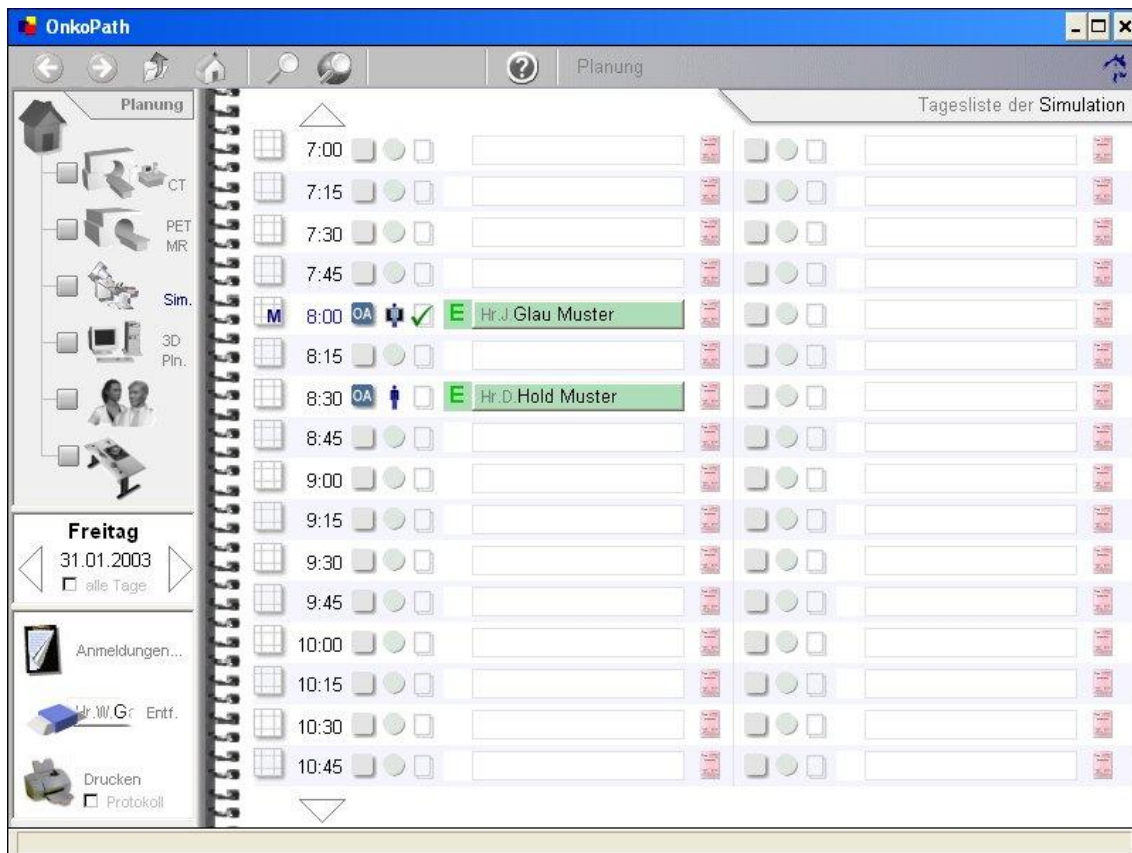 OnkoPath
Planung
Planung
CT
PET
MR
Sim.
3D
Pln.
Freitag
31.01.2003
alle Tage
Anmeldungen...
Hr.W.Gr Entf.
Drucken
Protokoll
Tagesliste der Simulation
7:00
7:15
7:30
7:45
M 8:00 OA E Hr.J.Glau Muster
8:15
8:30 OA E Hr.D.Hold Muster
8:45
9:00
9:15
9:30
9:45
10:00
10:15
10:30
10:45